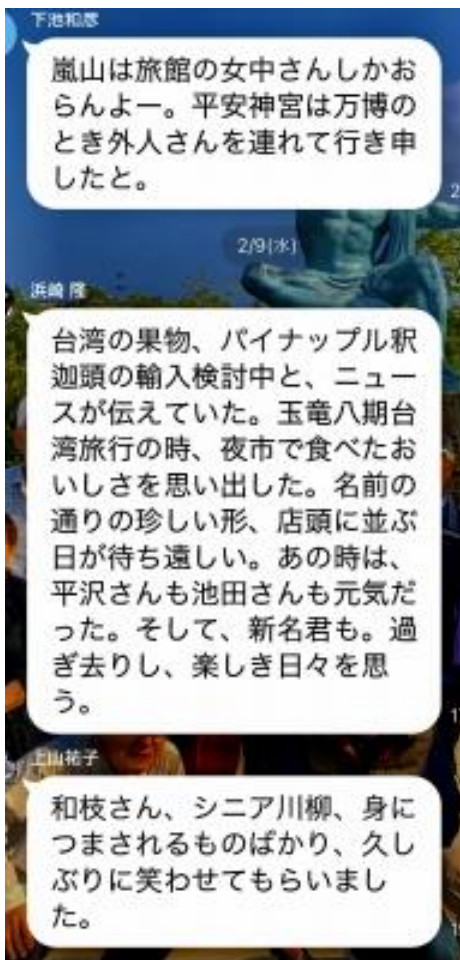 下池和彦
嵐山は旅館の女中さんしかお
らんよー。平安神宮は万博の
とき外人さんを連れて行き申
したと。
2/9(水)
浜崎 隆
台湾の果物、パイナップル釈
迦頭の輸入検討中と、ニュー
スが伝えていた。玉竜八期台
湾旅行の時、夜市で食べたお
いしさを思い出した。名前の
通りの珍しい形、店頭に並ぶ
日が待ち遠しい。あの時は、
平沢さんも池田さんも元気だ
った。そして、新名君も。過
ぎ去りし、楽しき日々を思
う。
上山祐子
和枝さん、シニア川柳、身に
つまされるものばかり、久し
ぶりに笑わせてもらいまし
た。